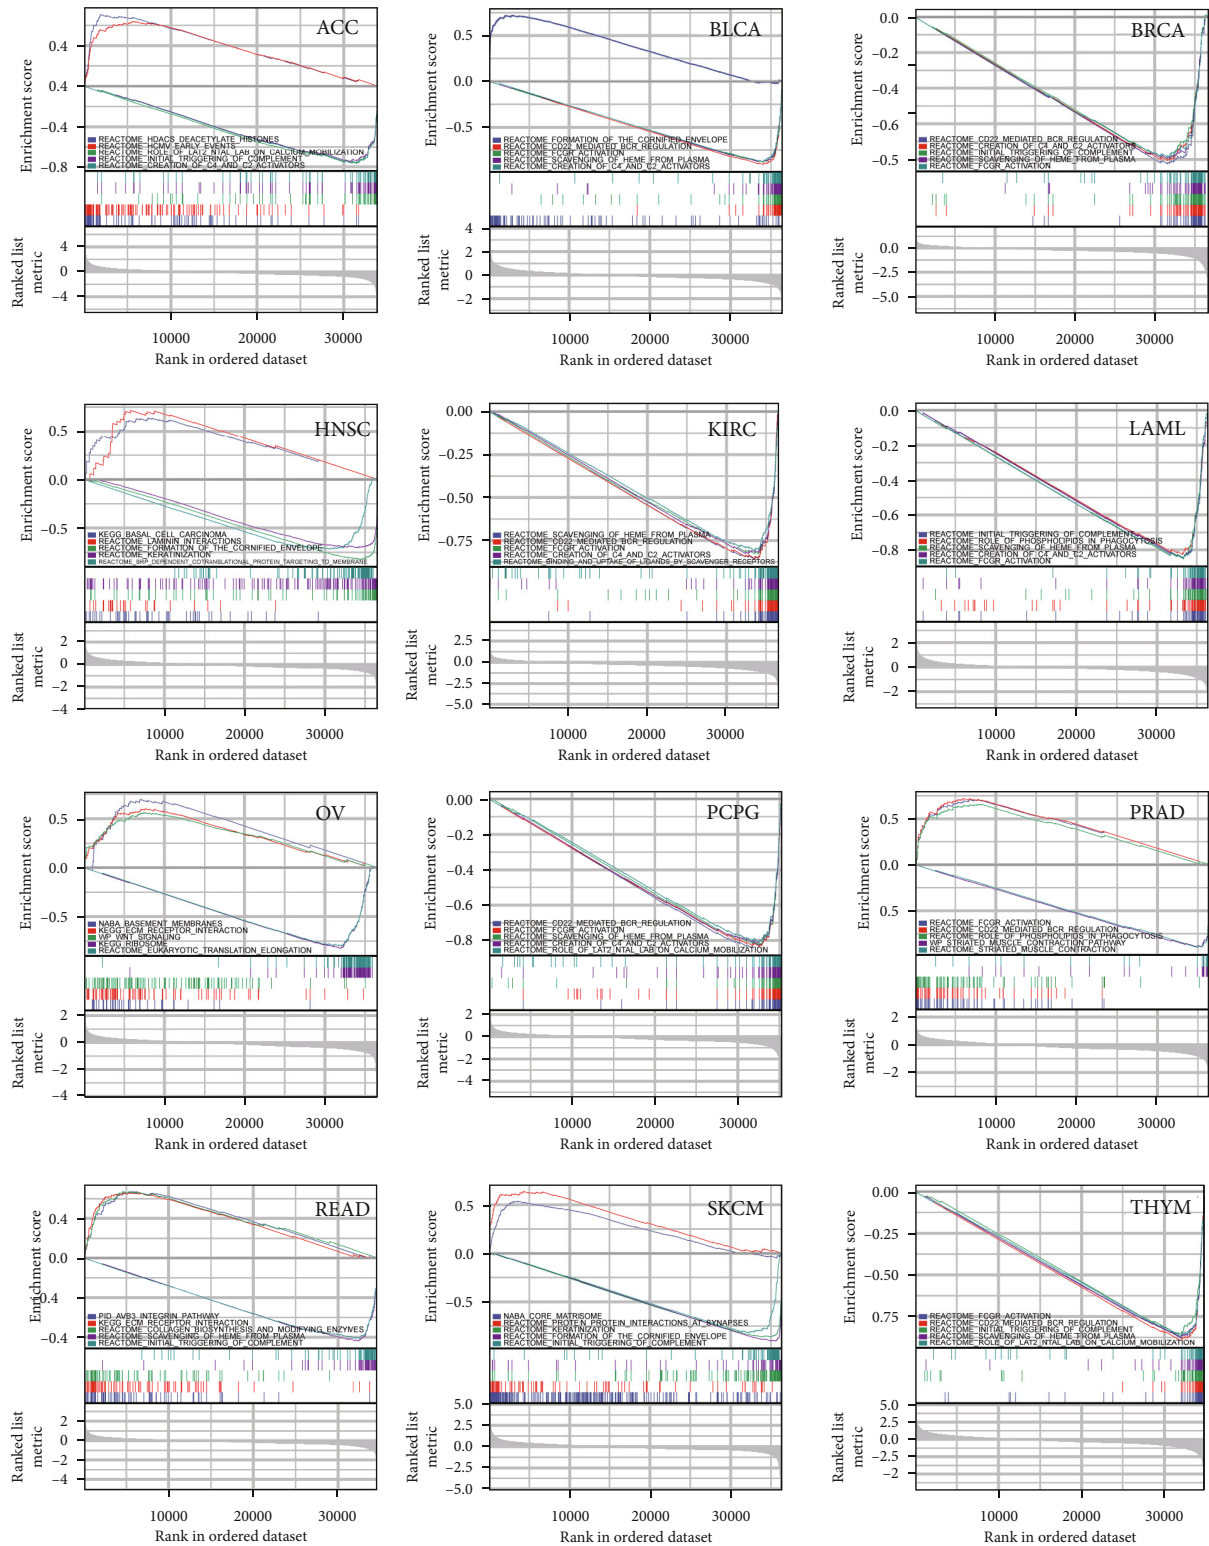 ACC
Enrichment score
0.4
0.4
−0.4
−0.8
REACTOME_HDACS_DEACETYLATE_HISTONES
REACTOME_HCMV_EARLY_EVENTS
REACTOME_ROLE_OF_LAT2_NTAL_LAB_ON_CALCIUM_MOBILIZATION
REACTOME_INITIAL_TRIGGERING_OF_COMPLEMENT
REACTOME_CREATION_OF_C4_AND_C2_ACTIVATORS
Ranked list metric
4
0
−4
10000 20000 30000
Rank in ordered dataset
BLCA
Enrichment score
0.5
0.0
−0.5
REACTOME_FORMATION_OF_THE_CORNIFIED_ENVELOPE
REACTOME_CD22_MEDIATED_BCR_REGULATION
REACTOME_FCGR_ACTIVATION
REACTOME_SCAVENGING_OF_HEME_FROM_PLASMA
REACTOME_CREATION_OF_C4_AND_C2_ACTIVATORS
Ranked list metric
4
2
0
−2
10000 20000 30000
Rank in ordered dataset
BRCA
Enrichment score
0.0
−0.2
−0.4
−0.6
−0.5
REACTOME_CD22_MEDIATED_BCR_REGULATION
REACTOME_CREATION_OF_C4_AND_C2_ACTIVATORS
REACTOME_INITIAL_TRIGGERING_OF_COMPLEMENT
REACTOME_SCAVENGING_OF_HEME_FROM_PLASMA
REACTOME_FCGR_ACTIVATION
Ranked list metric
0.0
−2.5
−5.0
10000 20000 30000
Rank in ordered dataset
HNSC
Enrichment score
0.5
0.0
−0.5
KEGG_BASAL_CELL_CARCINOMA
REACTOME_LAMININ_INTERACTIONS
REACTOME_FORMATION_OF_THE_CORNIFIED_ENVELOPE
REACTOME_KERATINIZATION
REACTOME_SRP_DEPENDENT_COTRANSLATIONAL_PROTEIN_TARGETING_TO_MEMBRANE
Ranked list metric
2
0
−2
−4
10000 20000 30000
Rank in ordered dataset
KIRC
Enrichment score
0.00
−0.25
−0.50
−0.75
REACTOME_SCAVENGING_OF_HEME_FROM_PLASMA
REACTOME_CD22_MEDIATED_BCR_REGULATION
REACTOME_FCGR_ACTIVATION
REACTOME_CREATION_OF_C4_AND_C2_ACTIVATORS
REACTOME_BINDING_AND_UPTAKE_OF_LIGANDS_BY_SCAVENGER_RECEPTORS
Ranked list metric
2.5
0.0
−2.5
−5.0
10000 20000 30000
Rank in ordered dataset
LAML
Enrichment score
0.0
−0.2
−0.4
−0.6
−0.8
REACTOME_INITIAL_TRIGGERING_OF_COMPLEMENT
REACTOME_ROLE_OF_PHOSPHOLIPIDS_IN_PHAGOCYTOSIS
REACTOME_SCAVENGING_OF_HEME_FROM_PLASMA
REACTOME_CREATION_OF_C4_AND_C2_ACTIVATORS
REACTOME_FCGR_ACTIVATION
Ranked list metric
2
0
−2
10000 20000 30000
Rank in ordered dataset
OV
Enrichment score
0.5
0.0
−0.5
NABA_BASEMENT_MEMBRANES
KEGG_ECM_RECEPTOR_INTERACTION
WP_WNT_SIGNALING
KEGG_RIBOSOME
REACTOME_EUKARYOTIC_TRANSLATION_ELONGATION
Ranked list metric
2
0
−2
−4
10000 20000 30000
Rank in ordered dataset
PCPG
Enrichment score
0.00
−0.2
−0.4
−0.6
−0.8
REACTOME_CD22_MEDIATED_BCR_REGULATION
REACTOME_FCGR_ACTIVATION
REACTOME_SCAVENGING_OF_HEME_FROM_PLASMA
REACTOME_CREATION_OF_C4_AND_C2_ACTIVATORS
REACTOME_ROLE_OF_LAT2_NTAL_LAB_ON_CALCIUM_MOBILIZATION
Ranked list metric
2
0
−2
−4
10000 20000 30000
Rank in ordered dataset
PRAD
Enrichment score
0.5
0.0
0.5
REACTOME_FCGR_ACTIVATION
REACTOME_CD22_MEDIATED_BCR_REGULATION
REACTOME_ROLE_OF_PHOSPHOLIPIDS_IN_PHAGOCYTOSIS
WP_STRIATED_MUSCLE_CONTRACTION_PATHWAY
REACTOME_STRIATED_MUSCLE_CONTRACTION
Ranked list metric
2
0
−2
10000 20000 30000
Rank in ordered dataset
READ
Enrichment score
0.4
0.0
0.4
−0.4
PID_AVB3_INTEGRIN_PATHWAY
KEGG_ECM_RECEPTOR_INTERACTION
REACTOME_COLLAGEN_BIOSYNTHESIS_AND_MODIFYING_ENZYMES
REACTOME_SCAVENGING_OF_HEME_FROM_PLASMA
REACTOME_INITIAL_TRIGGERING_OF_COMPLEMENT
Ranked list metric
2
0
−2
−4
10000 20000 30000
Rank in ordered dataset
SKCM
Enrichment score
0.5
0.0
−0.5
NABA_CORE_MATRISOME
REACTOME_PROTEIN_PROTEIN_INTERACTIONS_AT_SYNAPSES
REACTOME_KERATINIZATION
REACTOME_FORMATION_OF_THE_CORNIFIED_ENVELOPE
REACTOME_INITIAL_TRIGGERING_OF_COMPLEMENT
Ranked list metric
5.0
2.5
0.0
−2.5
−5.0
10000 20000 30000
Rank in ordered dataset
THYM
Enrichment score
0.00
−0.25
−0.50
0.75
REACTOME_FCGR_ACTIVATION
REACTOME_CD22_MEDIATED_BCR_REGULATION
REACTOME_INITIAL_TRIGGERING_OF_COMPLEMENT
REACTOME_SCAVENGING_OF_HEME_FROM_PLASMA
REACTOME_ROLE_OF_LAT2_NTAL_LAB_ON_CALCIUM_MOBILIZATION
Ranked list metric
5.0
2.5
0.0
−2.5
−2
10000 20000 30000
Rank in ordered dataset